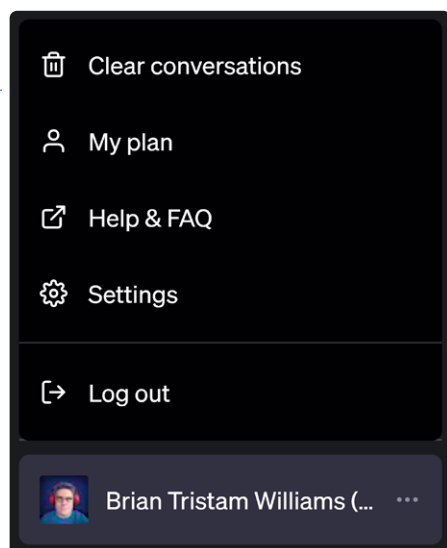 Clear conversations
My plan
Help & FAQ
Settings
Log out
Brian Tristam Williams (...